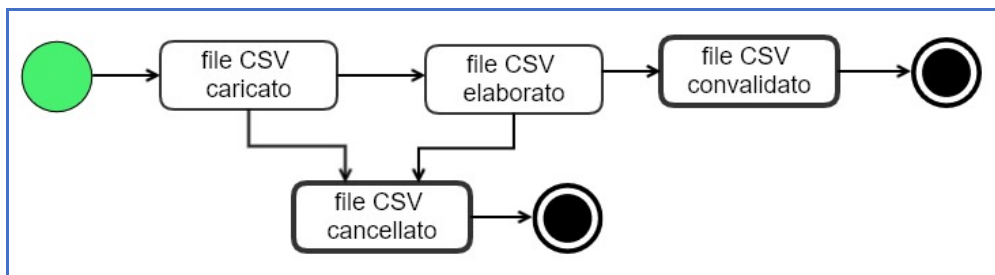 file CSV
caricato
file CSV
elaborato
file CSV
convalidato
file CSV
cancellato